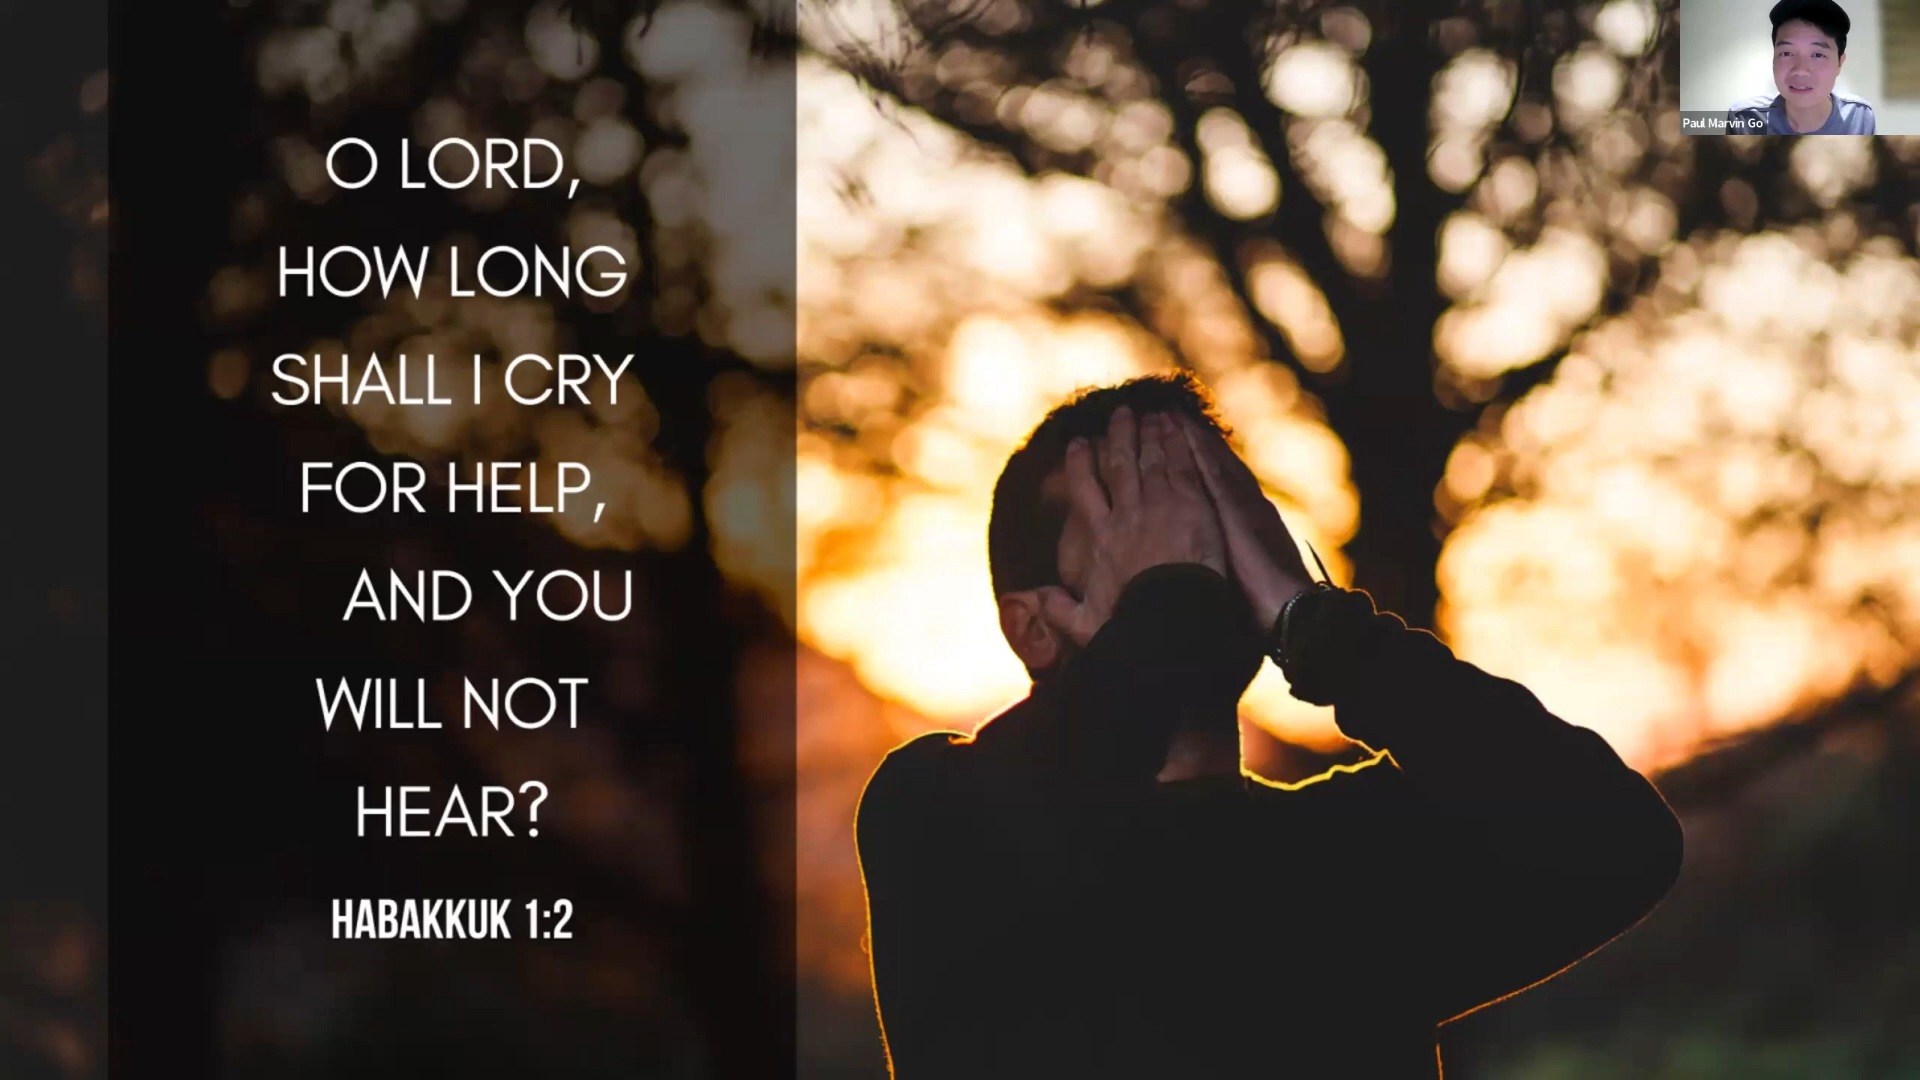 O LORD,
HOW LONG
SHALL I CRY
FOR HELP,
AND YOU
WILL NOT
HEAR?
HABAKKUK 1:2
Paul Marvin Go